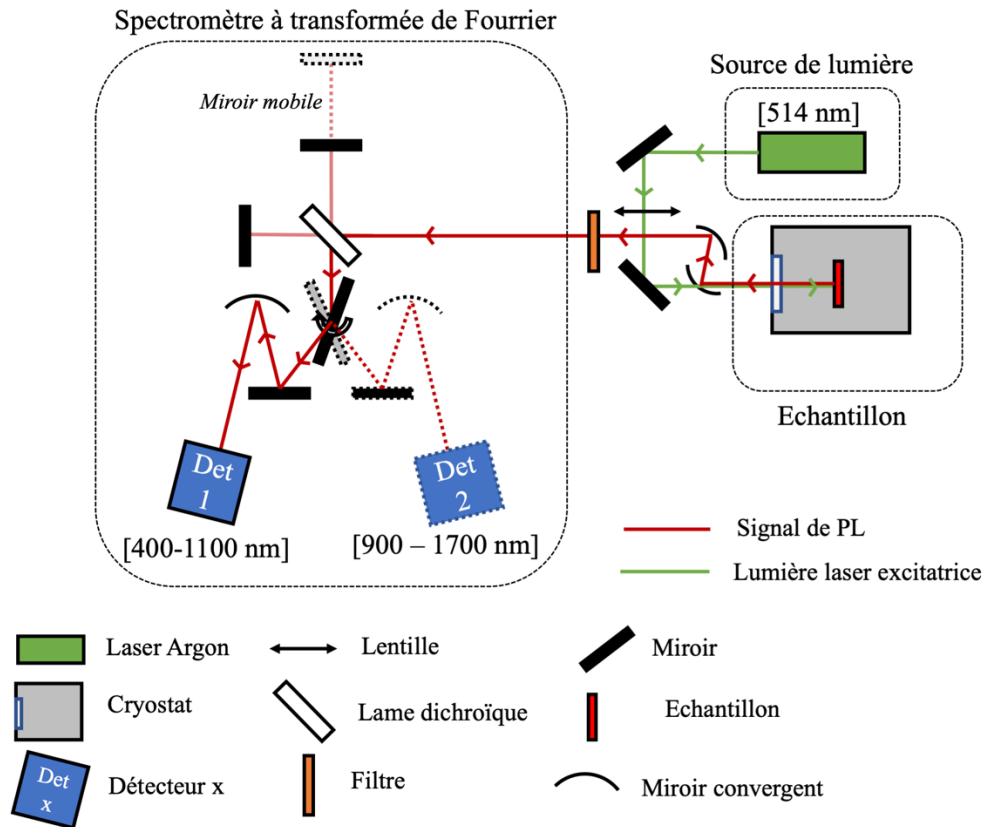 Spectromètre à transformée de Fourrier
Miroir mobile
Source de lumière
[514 nm]
Echantillon
Det
1
Det
2
[400-1100 nm]
[900 – 1700 nm]
Signal de PL
Lumière laser excitatrice
Laser Argon
Lentille
Miroir
Cryostat
Lame dichroïque
Echantillon
Det
x
Détecteur x
Filtre
Miroir convergent